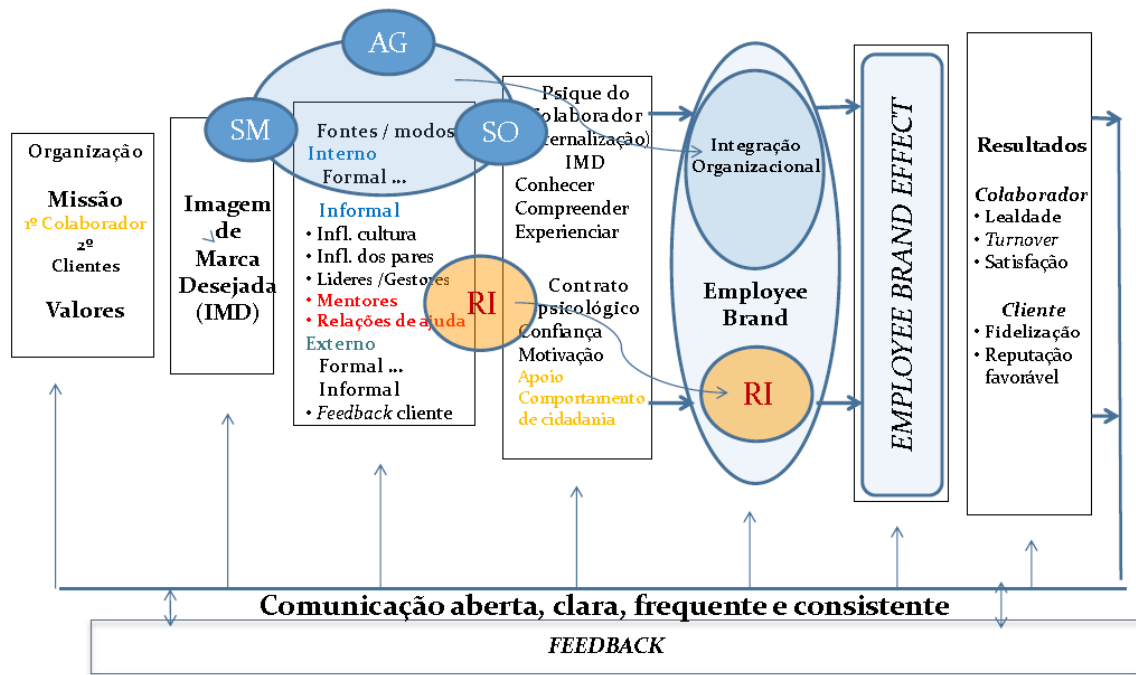 Organização
Missão
1º Colaborador
2º
Clientes
Valores
Imagem
de
Marca
Desejada
(IMD)
AG
SM
SO
Fontes / modos
Interno
Formal ...
Informal
• Infl. cultura
• Infl. dos pares
• Lideres /Gestores
• Mentores
• Relações de ajuda
Externo
Formal ...
Informal
• Feedback cliente
RI
Psique do
IMD
Conhecer
Compreender
Experienciar
Contrato
psicológico
Confiança
Motivação
Apoio
Comportamento
de cidadania
Integração
Organizacional
Employee
Brand
RI
EMPLOYEE BRAND EFFECT
Resultados
Colaborador
• Lealdade
• Turnover
• Satisfação
Cliente
• Fidelização
• Reputação
favorável
Comunicação aberta, clara, frequente e consistente
FEEDBACK